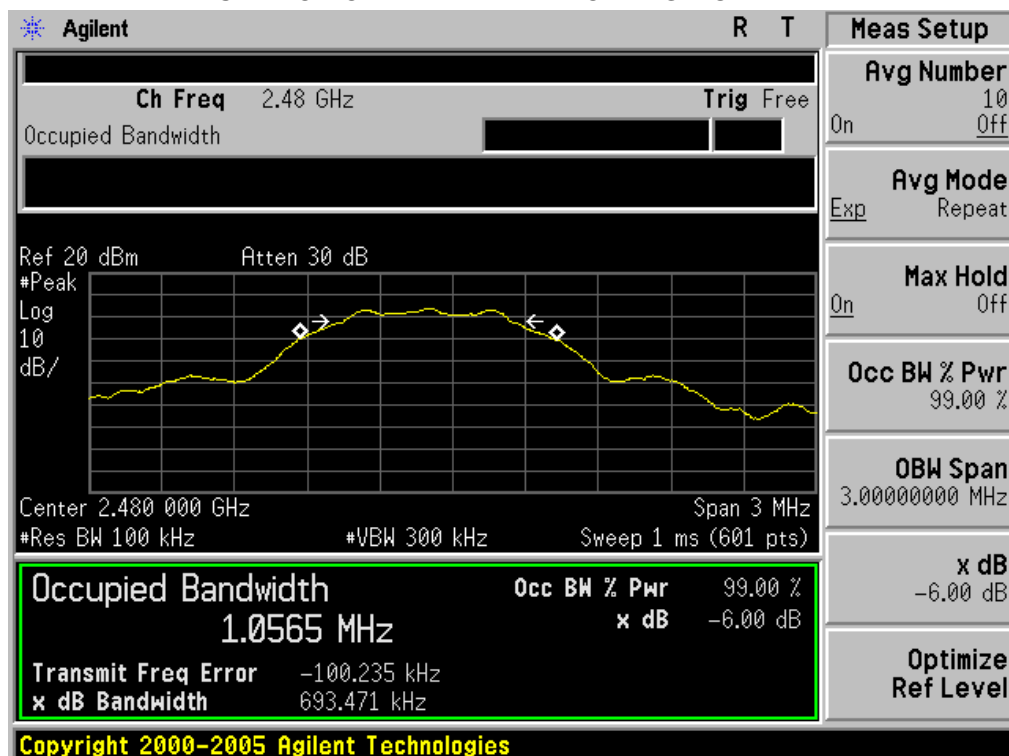 Agilent R T
Meas Setup
Ch Freq 2.48 GHz Trig Free
Occupied Bandwidth
Ref 20 dBm Atten 30 dB
#Peak
Log
10
dB/
Center 2.480 000 GHz Span 3 MHz
#Res BW 100 kHz #VBW 300 kHz Sweep 1 ms (601 pts)
Occupied Bandwidth Occ BW % Pwr 99.00 %
1.0565 MHz x dB -6.00 dB
Transmit Freq Error -100.235 kHz
x dB Bandwidth 693.471 kHz
Copyright 2000-2005 Agilent Technologies
Avg Number
10
On Off
Avg Mode
Exp Repeat
Max Hold
On Off
Occ BW % Pwr
99.00 %
OBW Span
3.00000000 MHz
x dB
-6.00 dB
Optimize
Ref Level